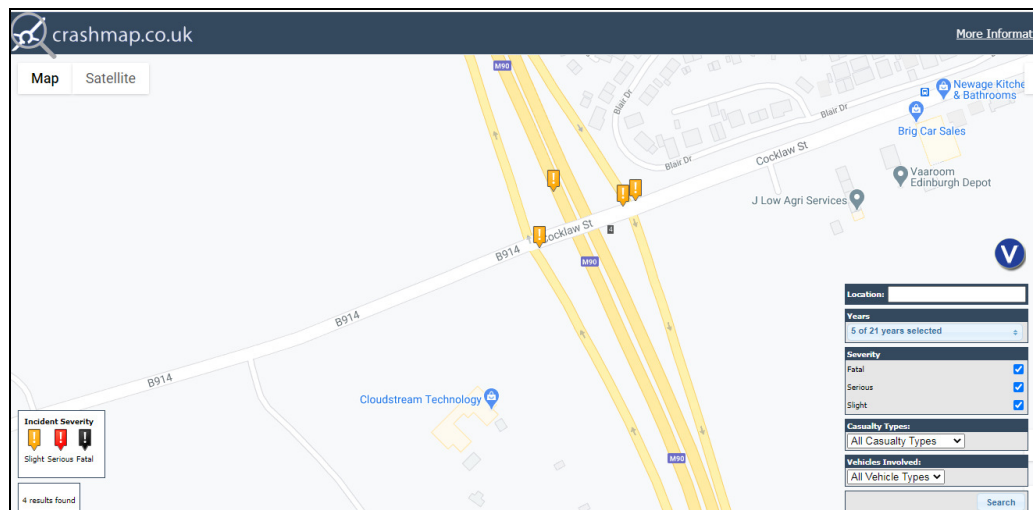 crashmap.co.uk
More Informat
Map
Satellite
M90
Blair Dr
Blair Dr
Blair Dr
Newage Kitche
& Bathrooms
Brig Car Sales
Cocklaw St
Vaaroom
Edinburgh Depot
J Low Agri Services
Cocklaw St
4
B914
M90
B914
B914
Cloudstream Technology
M90
V
Location:
Years
5 of 21 years selected
Severity
Fatal
Serious
Slight
Casualty Types:
All Casualty Types
Vehicles Involved:
All Vehicle Types
Search
Incident Severity
Slight Serious Fatal
4 results found